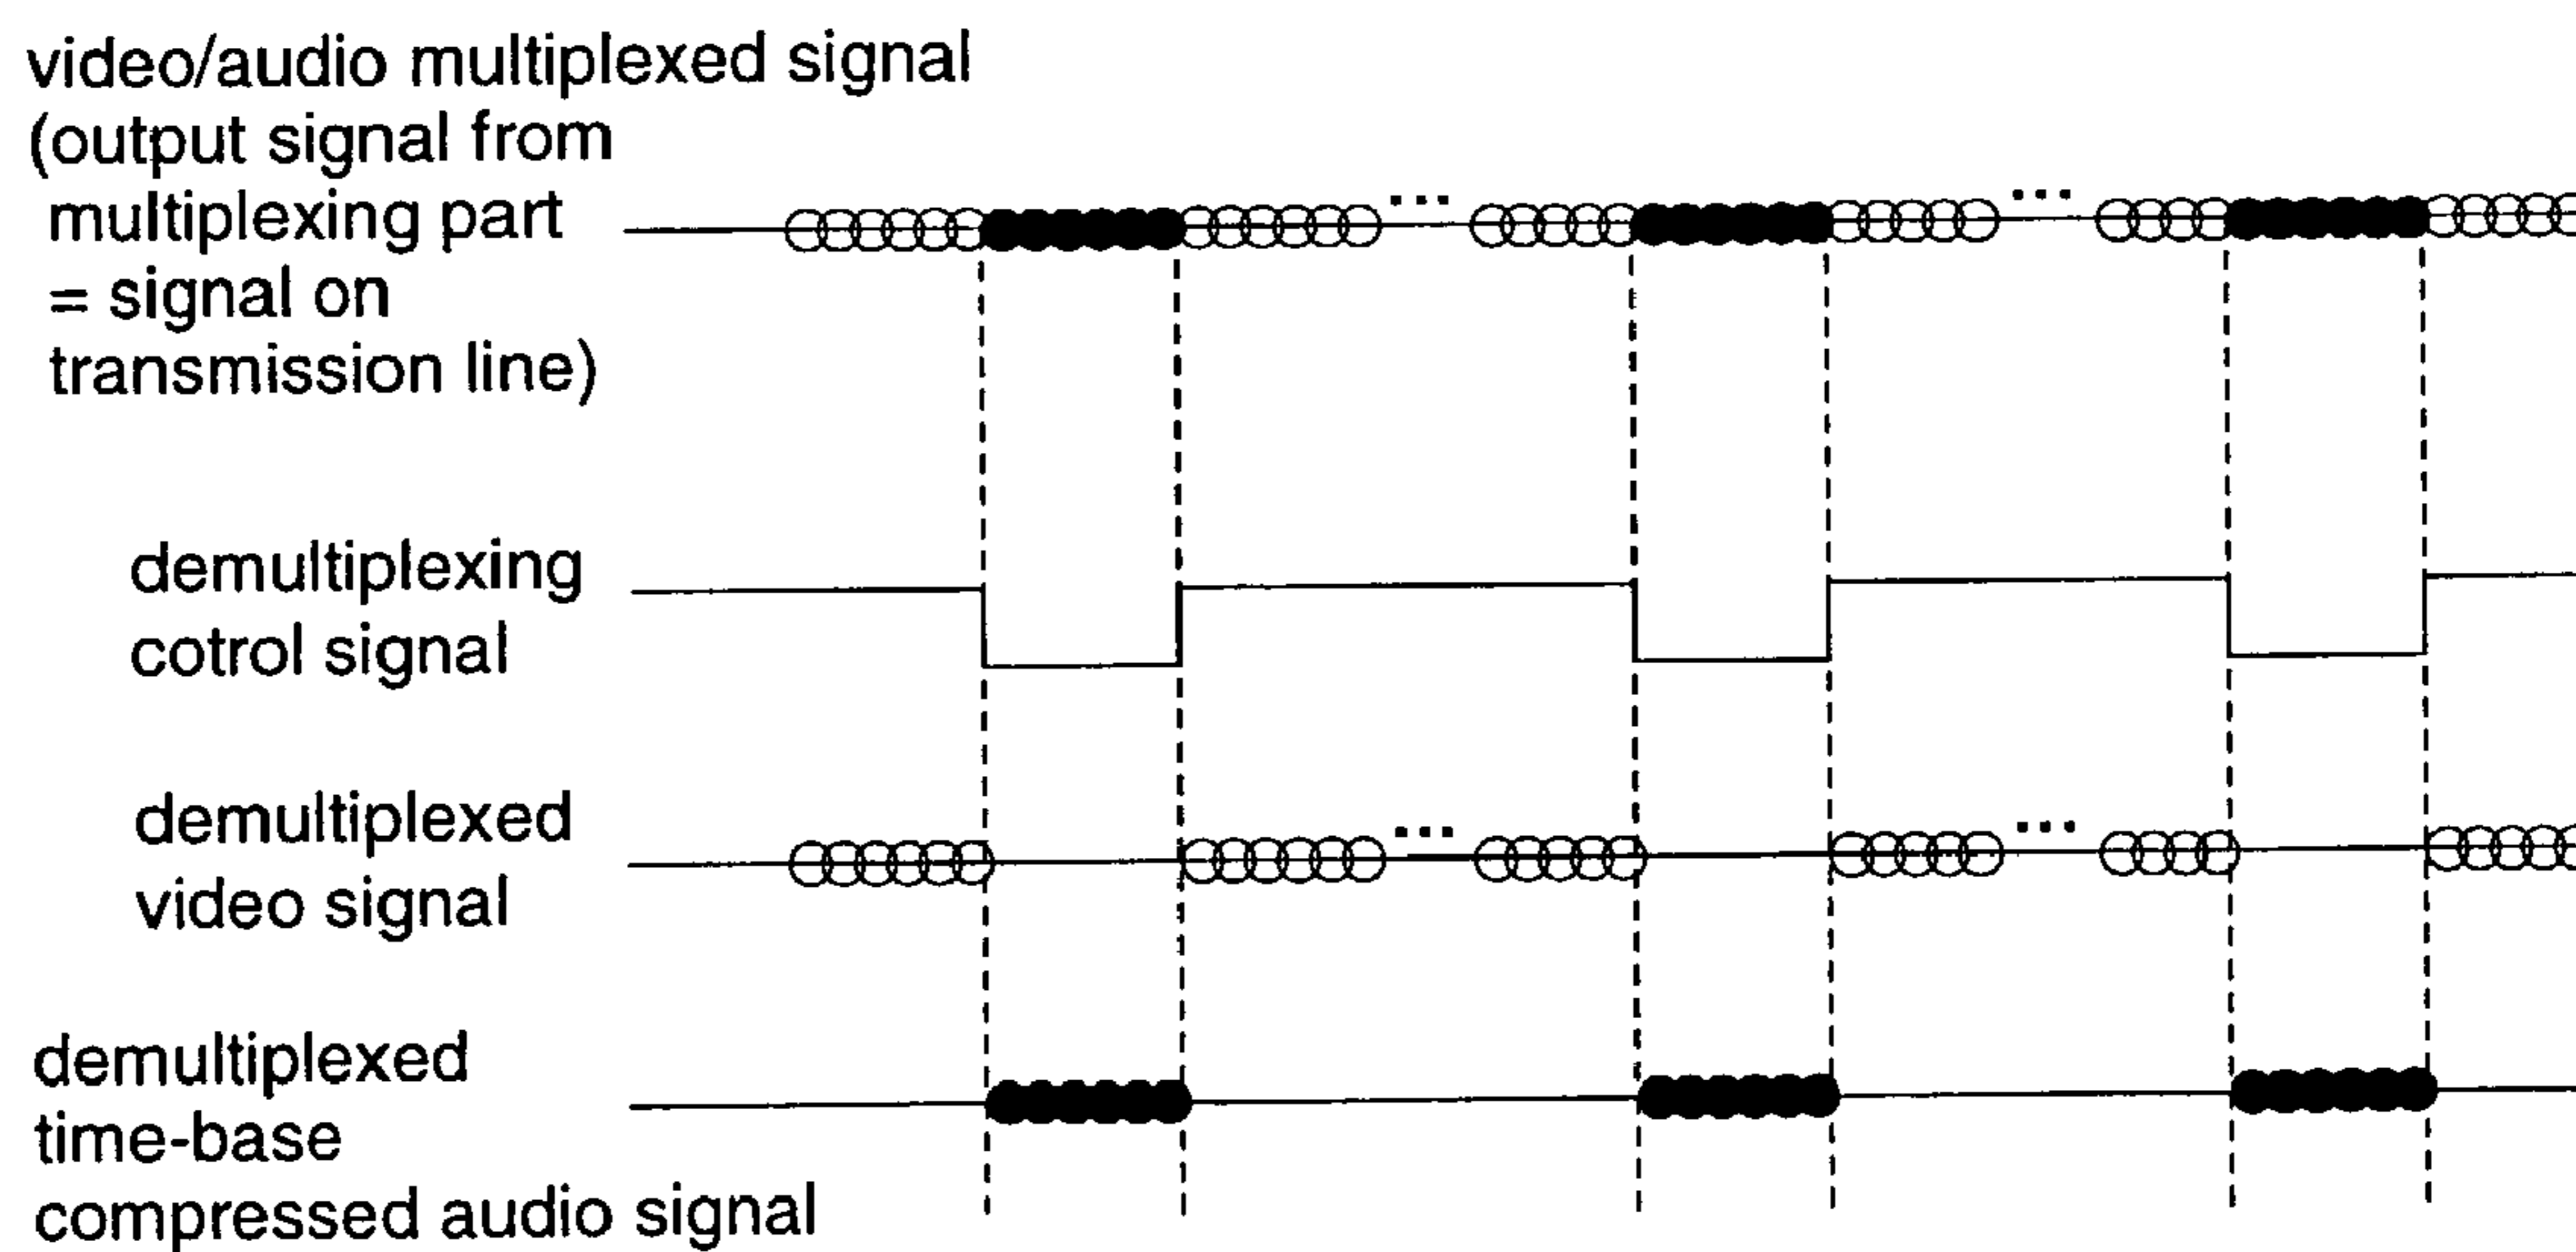 video/audio multiplexed signal
(output signal from
multiplexing part
= signal on
transmission line)
...
...
demultiplexing
cotrol signal
demultiplexed
video signal
...
...
demultiplexed
time-base
compressed audio signal